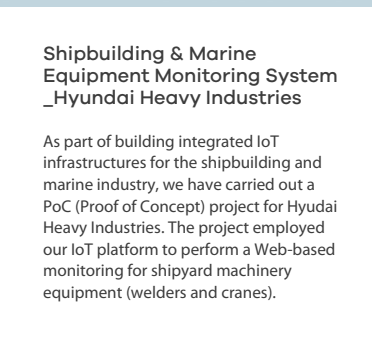 Shipbuilding & Marine
Equipment Monitoring System
_Hyundai Heavy Industries
As part of building integrated IoT
infrastructures for the shipbuilding and
marine industry, we have carried out a
PoC (Proof of Concept) project for Hyudai
Heavy Industries. The project employed
our IoT platform to perform a Web-based
monitoring for shipyard machinery
equipment (welders and cranes).